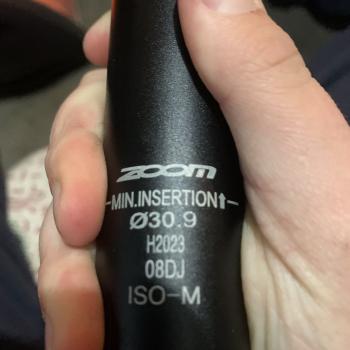 ZOOM
-MIN.INSERTION↑-
Ø30.9
H2023
08DJ
ISO-M